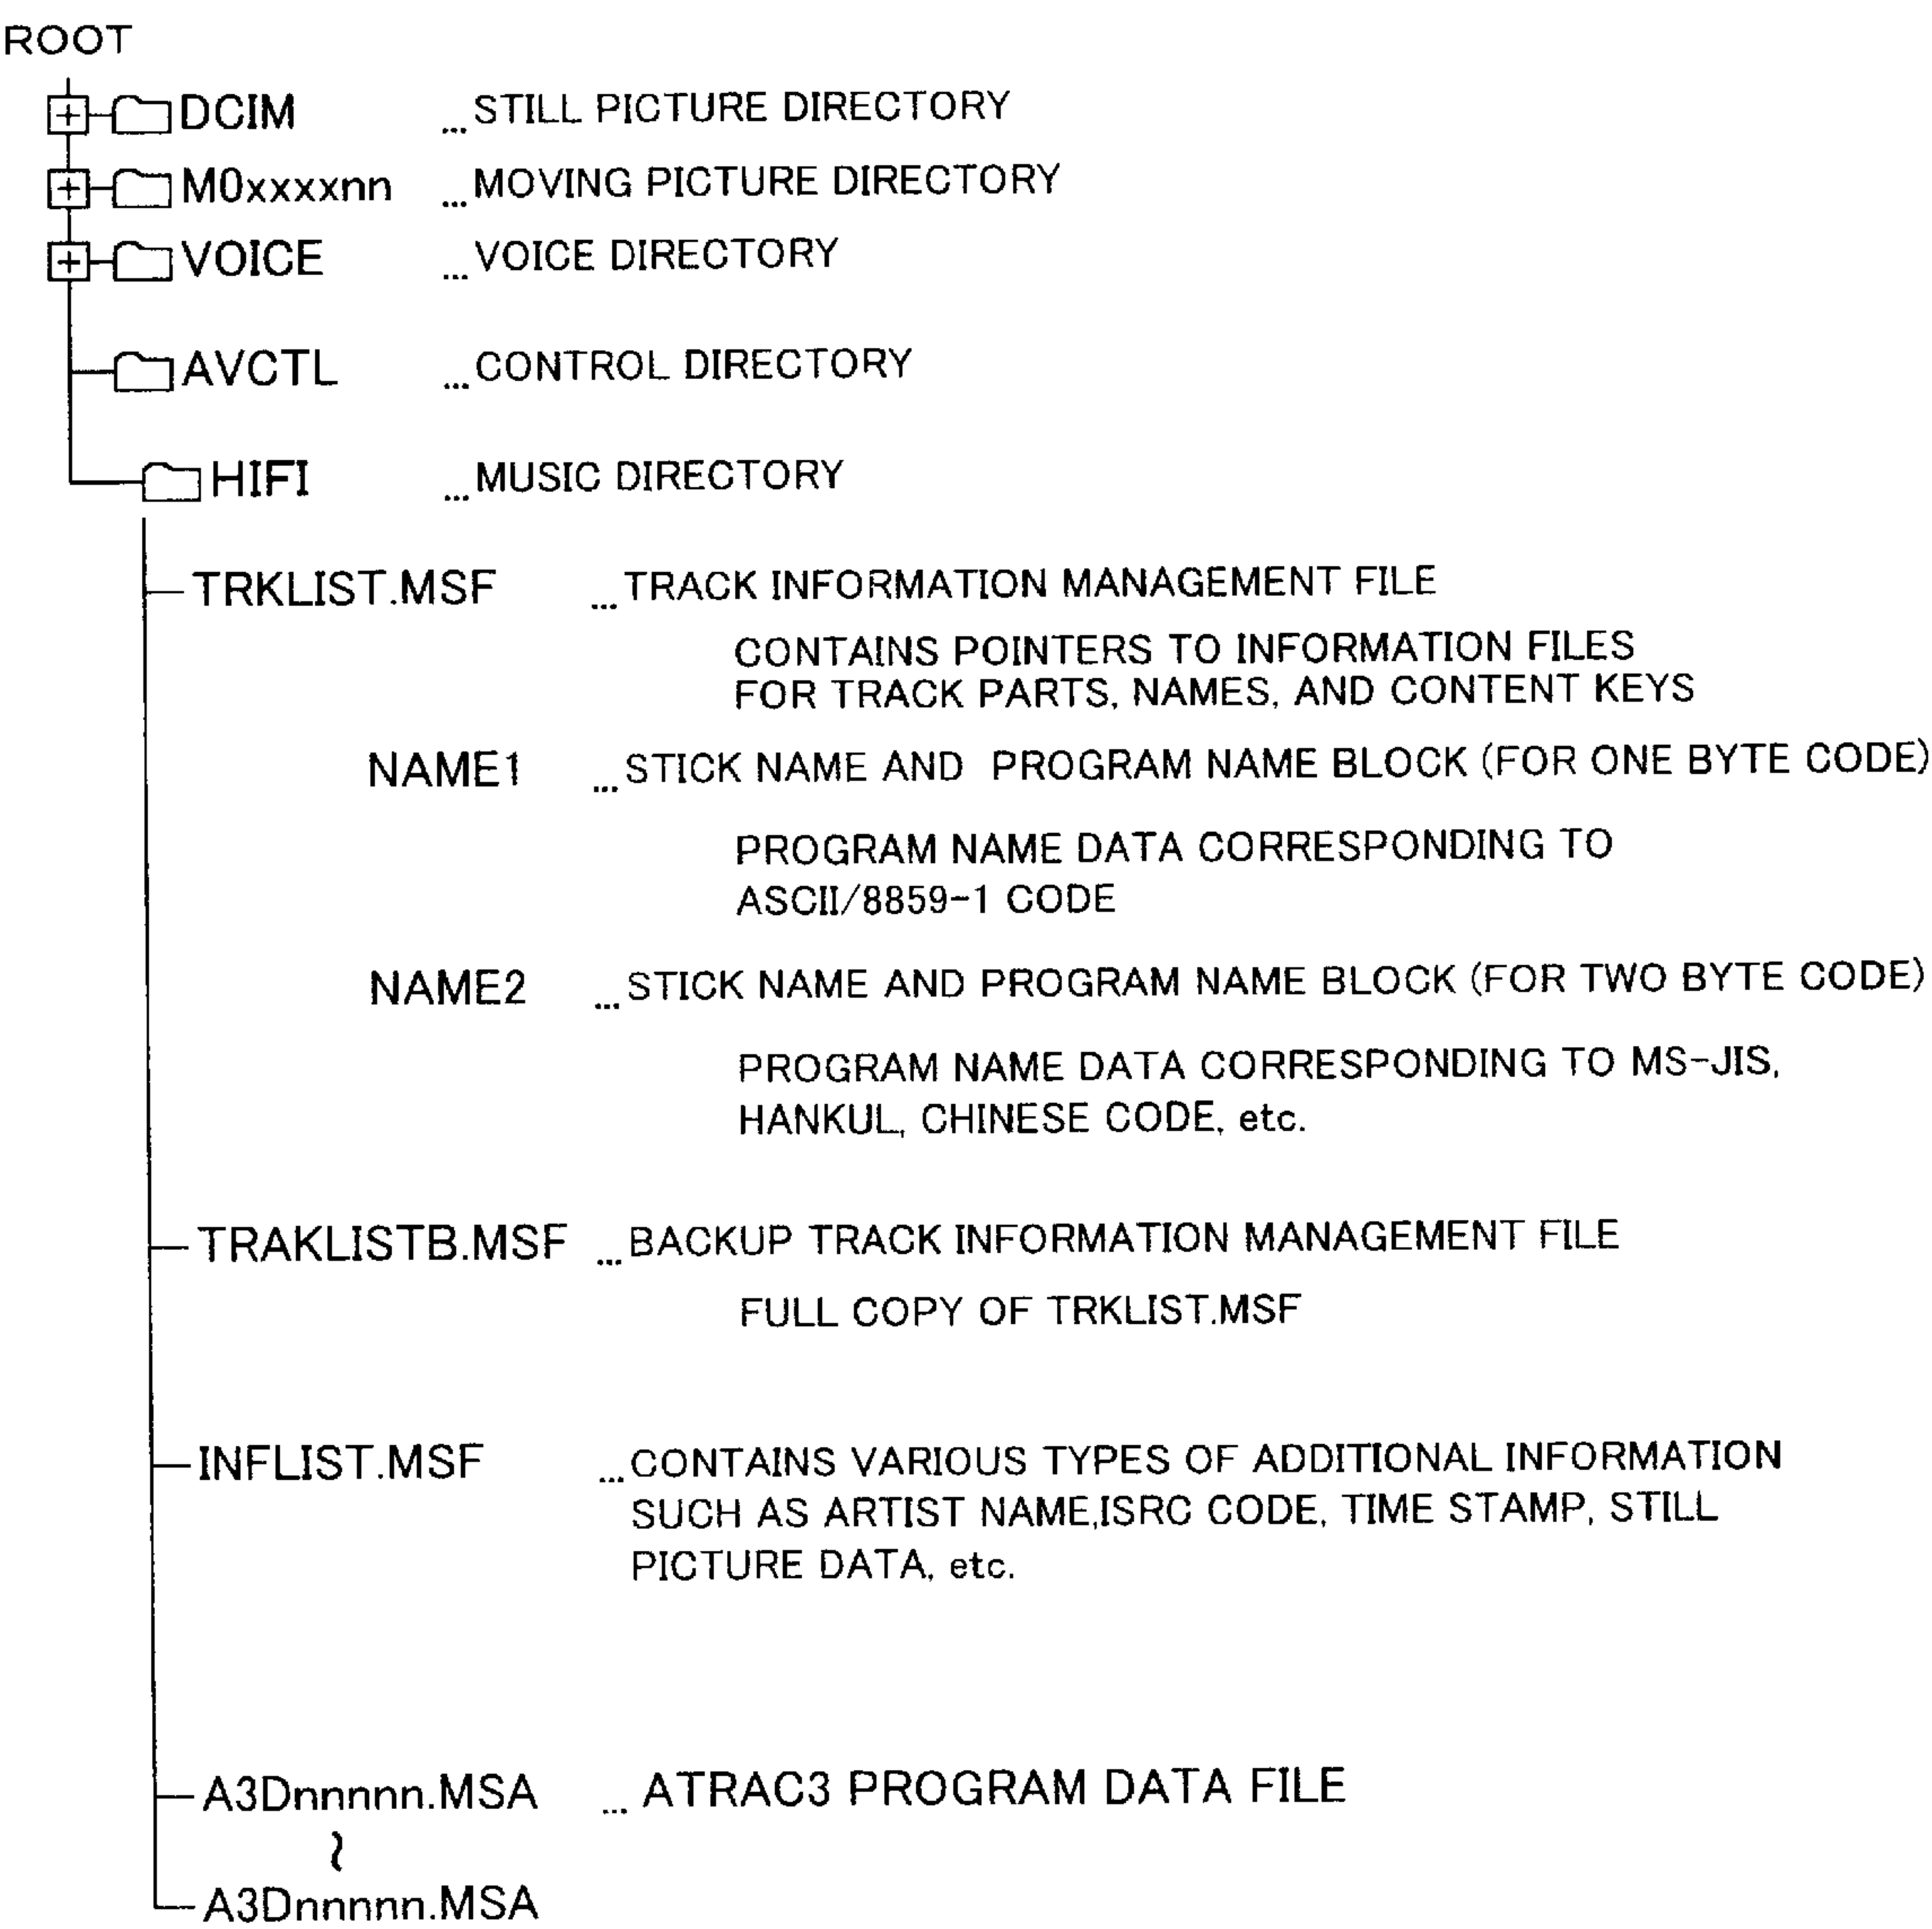 ROOT
DCIM ...STILL PICTURE DIRECTORY
M0xxxxnn ...MOVING PICTURE DIRECTORY
VOICE ...VOICE DIRECTORY
AVCTL ...CONTROL DIRECTORY
HIFI ...MUSIC DIRECTORY
TRKLIST.MSF ...TRACK INFORMATION MANAGEMENT FILE
CONTAINS POINTERS TO INFORMATION FILES
FOR TRACK PARTS, NAMES, AND CONTENT KEYS
NAME1 ...STICK NAME AND PROGRAM NAME BLOCK (FOR ONE BYTE CODE)
PROGRAM NAME DATA CORRESPONDING TO
ASCII/8859-1 CODE
NAME2 ...STICK NAME AND PROGRAM NAME BLOCK (FOR TWO BYTE CODE)
PROGRAM NAME DATA CORRESPONDING TO MS-JIS,
HANKUL, CHINESE CODE, etc.
TRAKLISTB.MSF ...BACKUP TRACK INFORMATION MANAGEMENT FILE
FULL COPY OF TRKLIST.MSF
INFLIST.MSF ...CONTAINS VARIOUS TYPES OF ADDITIONAL INFORMATION
SUCH AS ARTIST NAME,ISRC CODE, TIME STAMP, STILL
PICTURE DATA, etc.
A3Dnnnnn.MSA ... ATRAC3 PROGRAM DATA FILE
~
A3Dnnnnn.MSA